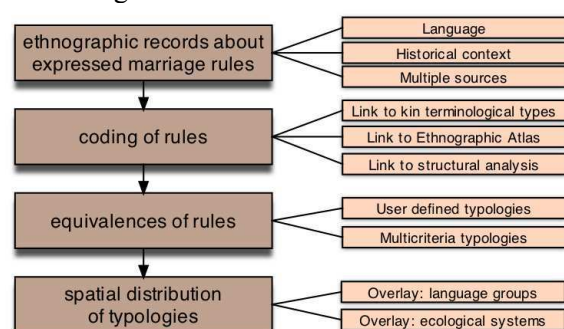 ethnographic records about
expressed marriage rules
Language
Historical context
Multiple sources
coding of rules
Link to kin terminological types
Link to Ethnographic Atlas
Link to structural analysis
equivalences of rules
User defined typologies
Multicriteria typologies
spatial distribution
of typologies
Overlay: language groups
Overlay: ecological systems